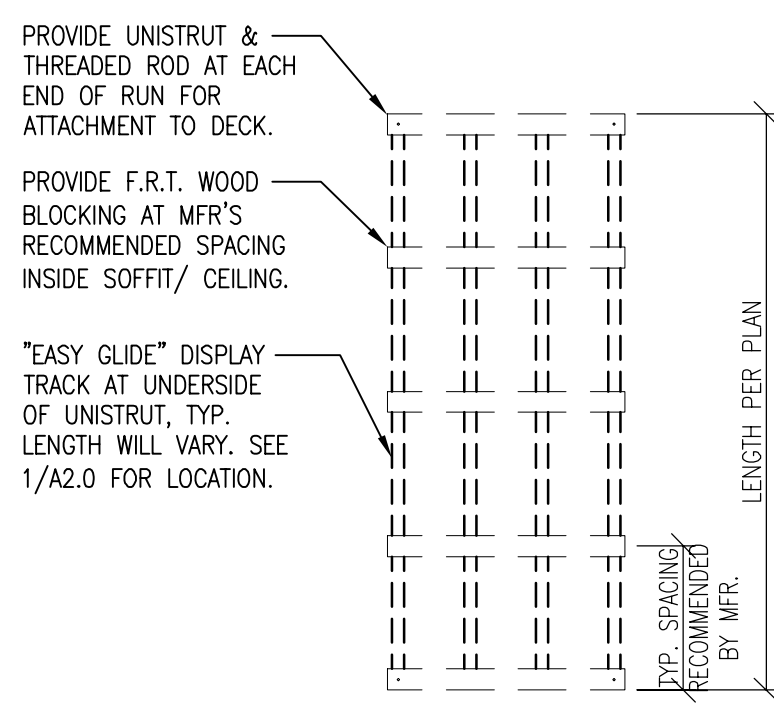 PROVIDE UNISTRUT &
THREADED ROD AT EACH
END OF RUN FOR
ATTACHMENT TO DECK.
PROVIDE F.R.T. WOOD
BLOCKING AT MFR'S
RECOMMENDED SPACING
INSIDE SOFFIT/ CEILING.
"EASY GLIDE" DISPLAY
TRACK AT UNDERSIDE
OF UNISTRUT, TYP.
LENGTH WILL VARY. SEE
1/A2.0 FOR LOCATION.
TYP. SPACING
RECOMMENDED
BY MFR.
LENGTH PER PLAN